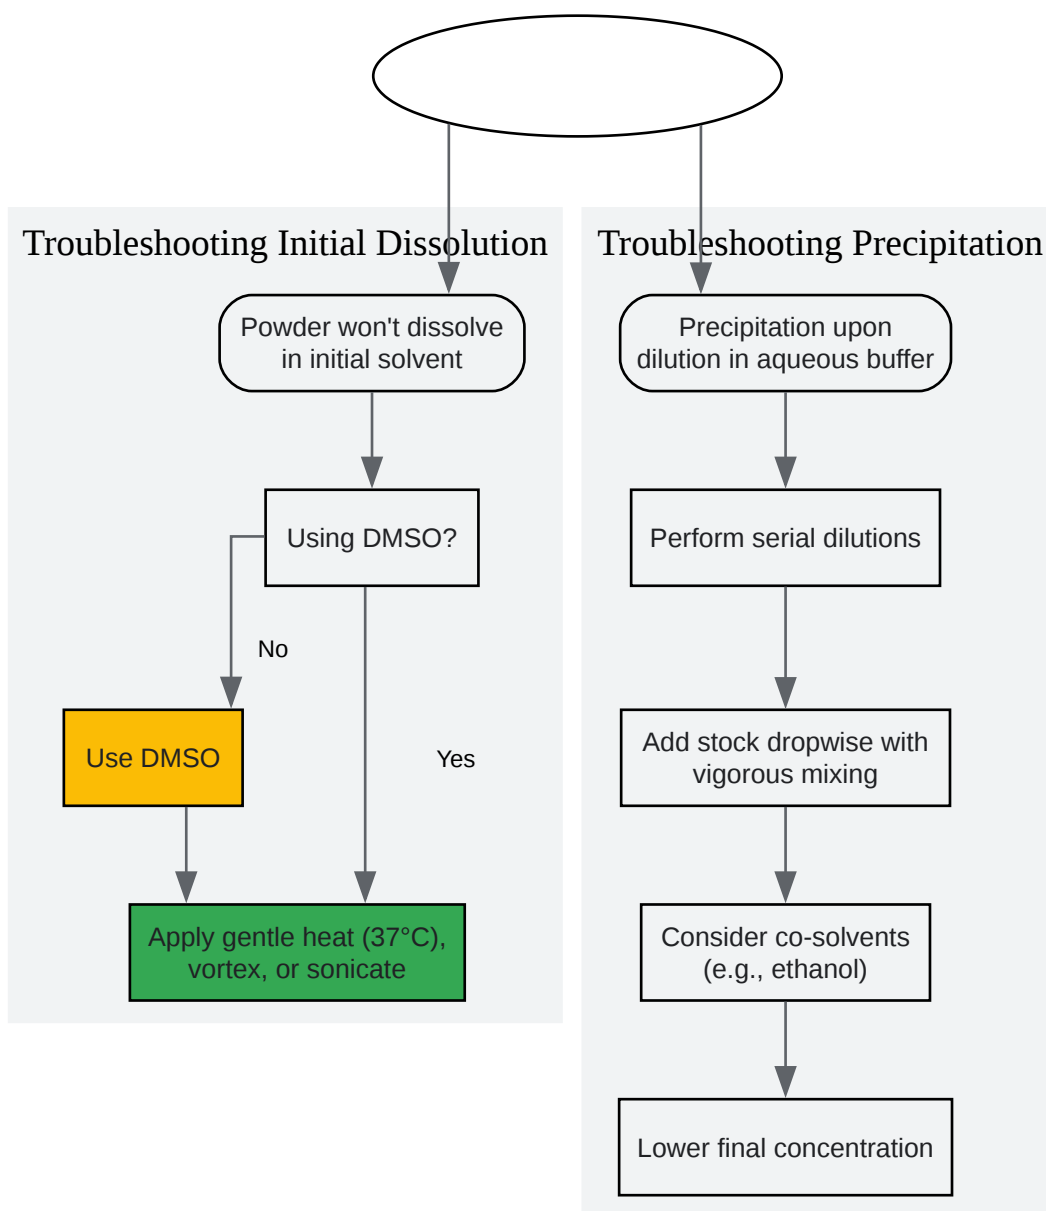 Troubleshooting Initial Dissolution
Powder won't dissolve
in initial solvent
Using DMSO?
No
Use DMSO
Yes
Apply gentle heat (37°C),
vortex, or sonicate
Troubleshooting Precipitation
Precipitation upon
dilution in aqueous buffer
Perform serial dilutions
Add stock dropwise with
vigorous mixing
Consider co-solvents
(e.g., ethanol)
Lower final concentration